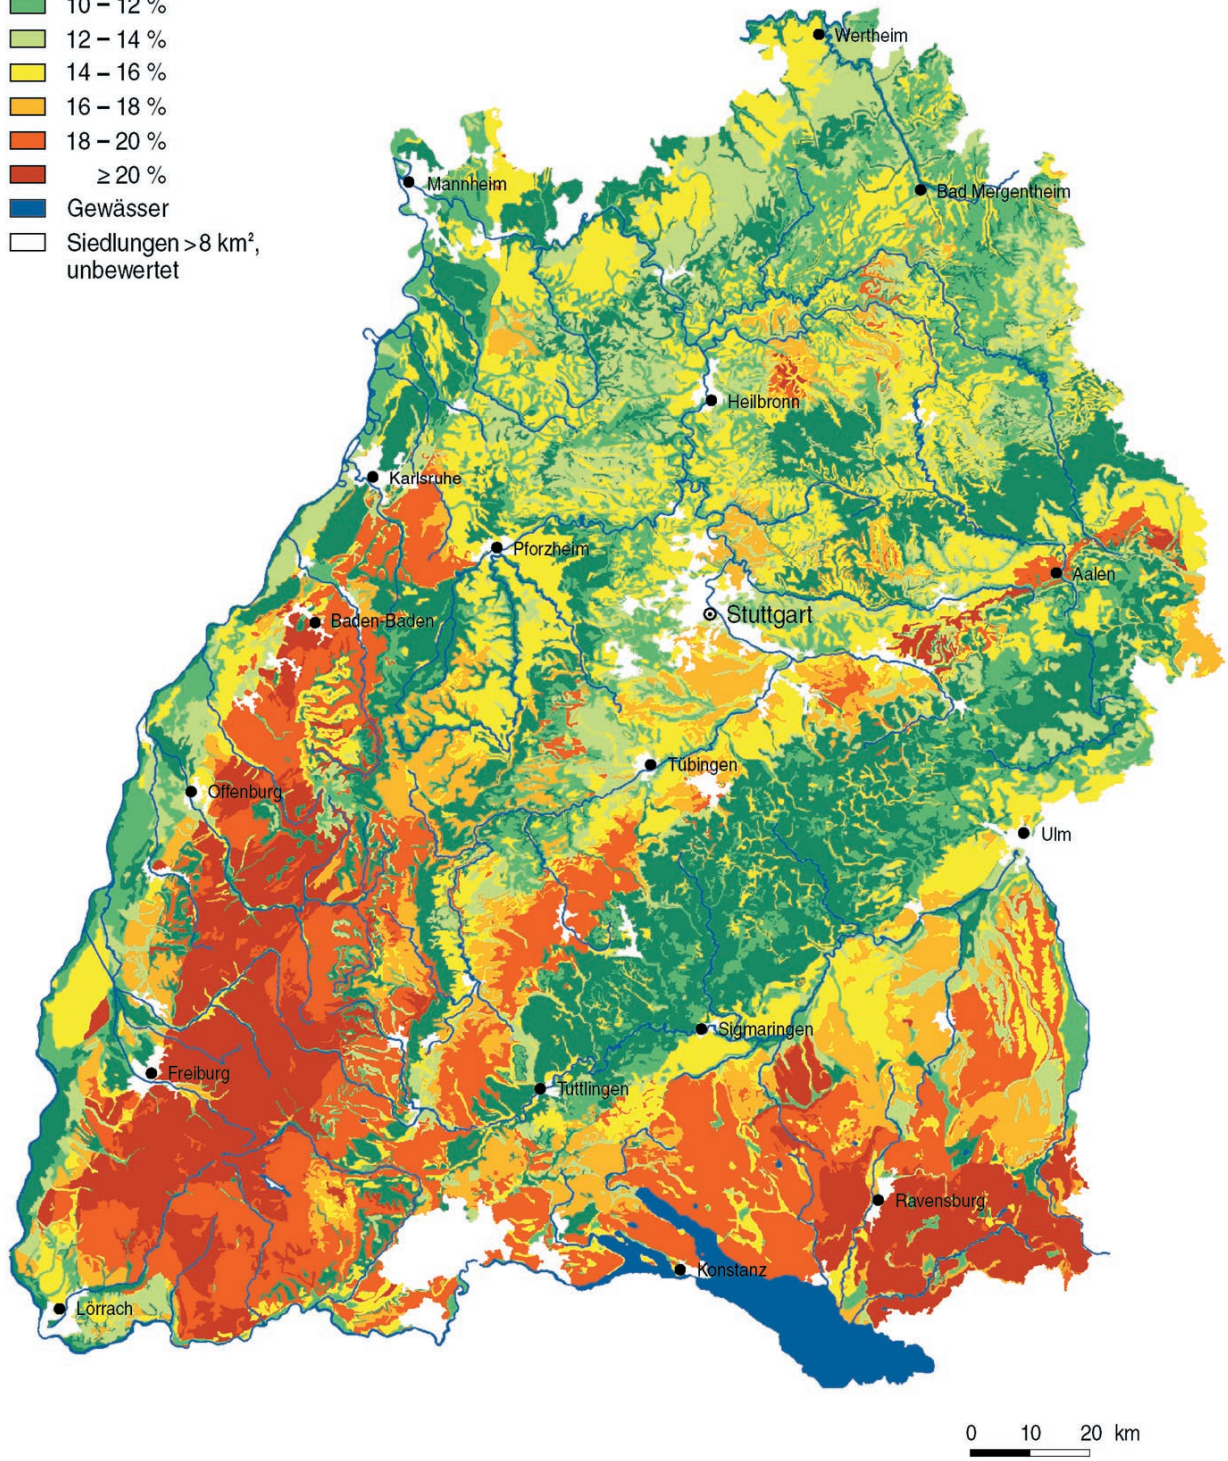 10 – 12 %
12 – 14 %
14 – 16 %
16 – 18 %
18 – 20 %
≥ 20 %
Gewässer
Siedlungen > 8 km²,
unbewertet
Wertheim
Mannheim
Bad Mergentheim
Heilbronn
Karlsruhe
Pforzheim
Aalen
Stuttgart
Baden-Baden
Tübingen
Offenburg
Ulm
Sigmaringen
Freiburg
Tuttlingen
Ravensburg
Konstanz
Lörrach
0 10 20 km